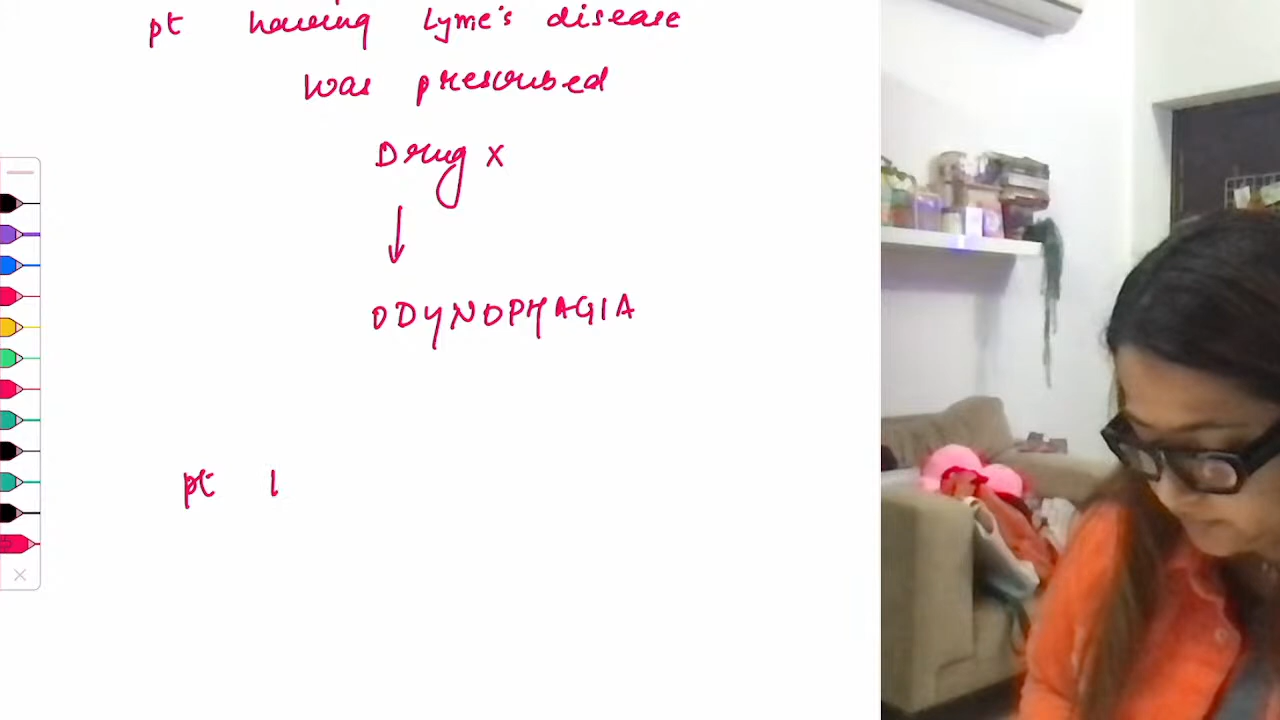 pt having Lyme's disease
was prescribed
Drug x
ODYNOPHAGIA
pt